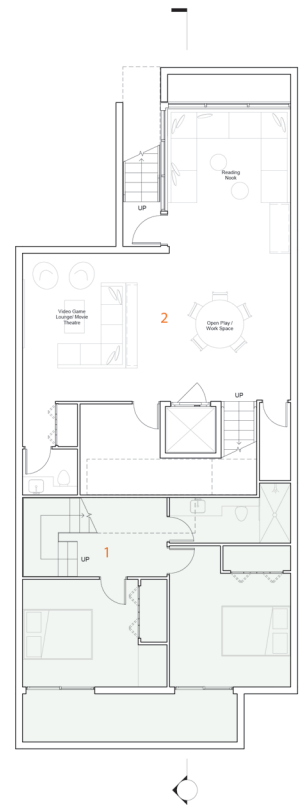 Reading
Nook
UP
Video Game
Lounge/ Movie
Theatre
2
Open Play /
Work Space
UP
1
UP